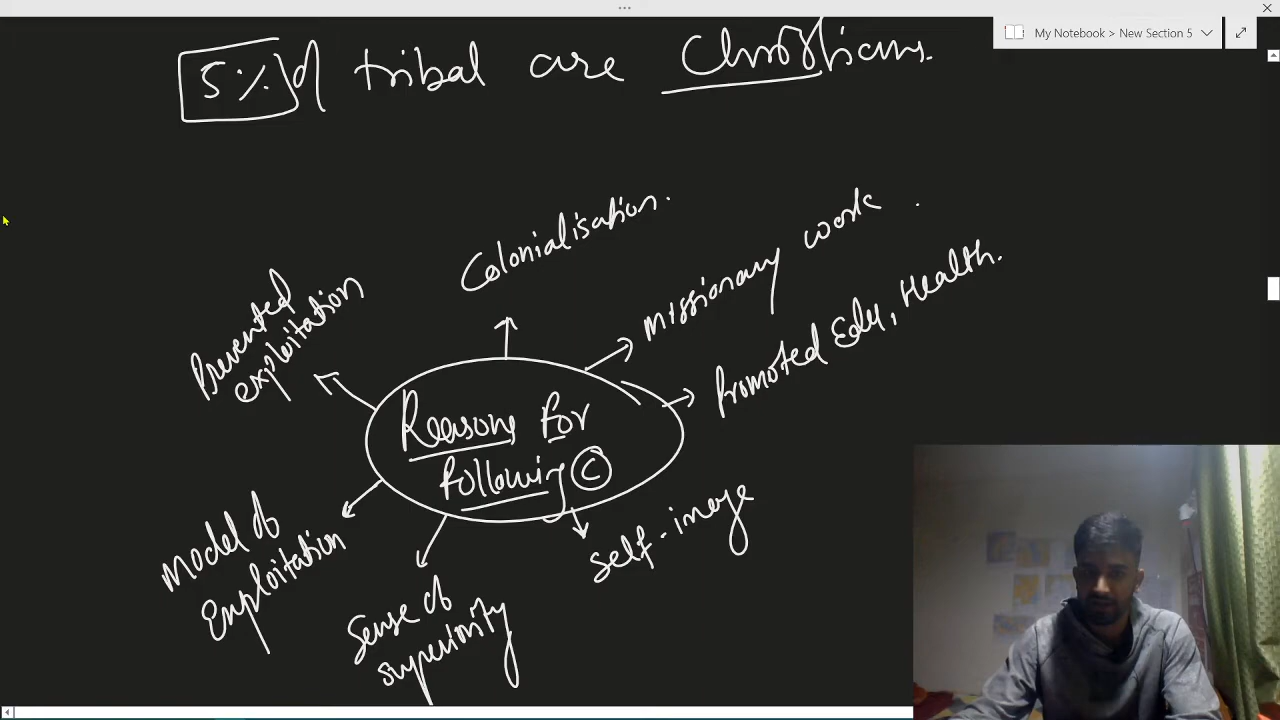 My Notebook > New Section 5
5% of tribal are Christians.
Colonialisation.
missionary work
Promoted Edu, Health.
Prevented
exploitation
Reasons for
following C
Model of
Exploitation
Sense of
superiority
self-image